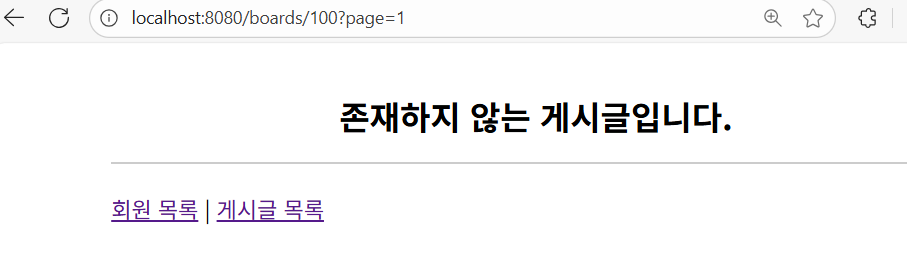 localhost:8080/boards/100?page=1
존재하지 않는 게시글입니다.
회원 목록 | 게시글 목록